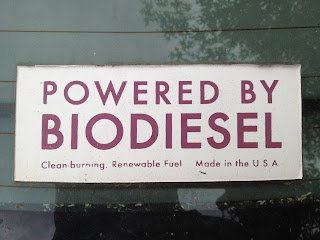 POWERED BY
BIODIESEL
Clean-burning. Renewable Fuel Made in the U S A